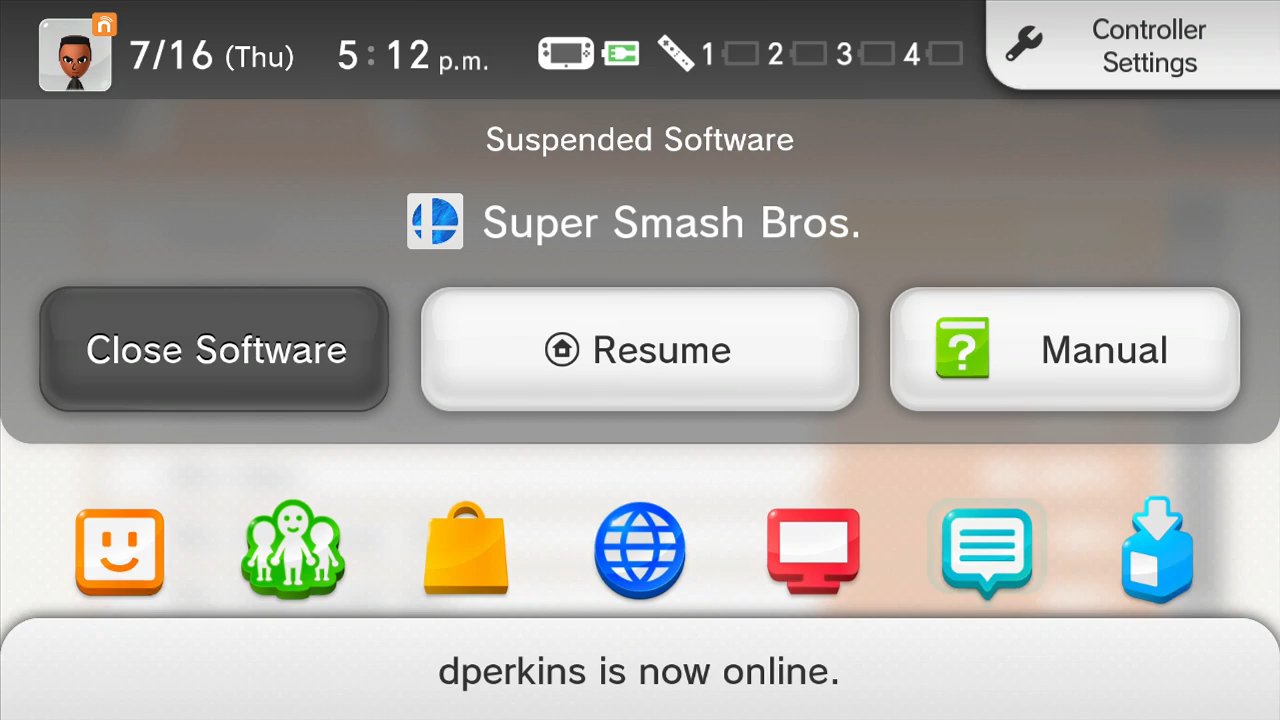 7/16 (Thu) 5:12 p.m. 1 2 3 4
Controller
Settings
Suspended Software
Super Smash Bros.
Close Software
Resume
? Manual
dperkins is now online.